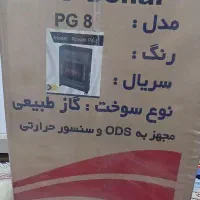 مدل : PG 8
رنگ :
سریال :
نوع سوخت : گاز طبیعی
مجهز به ODS و سنسور حرارتی